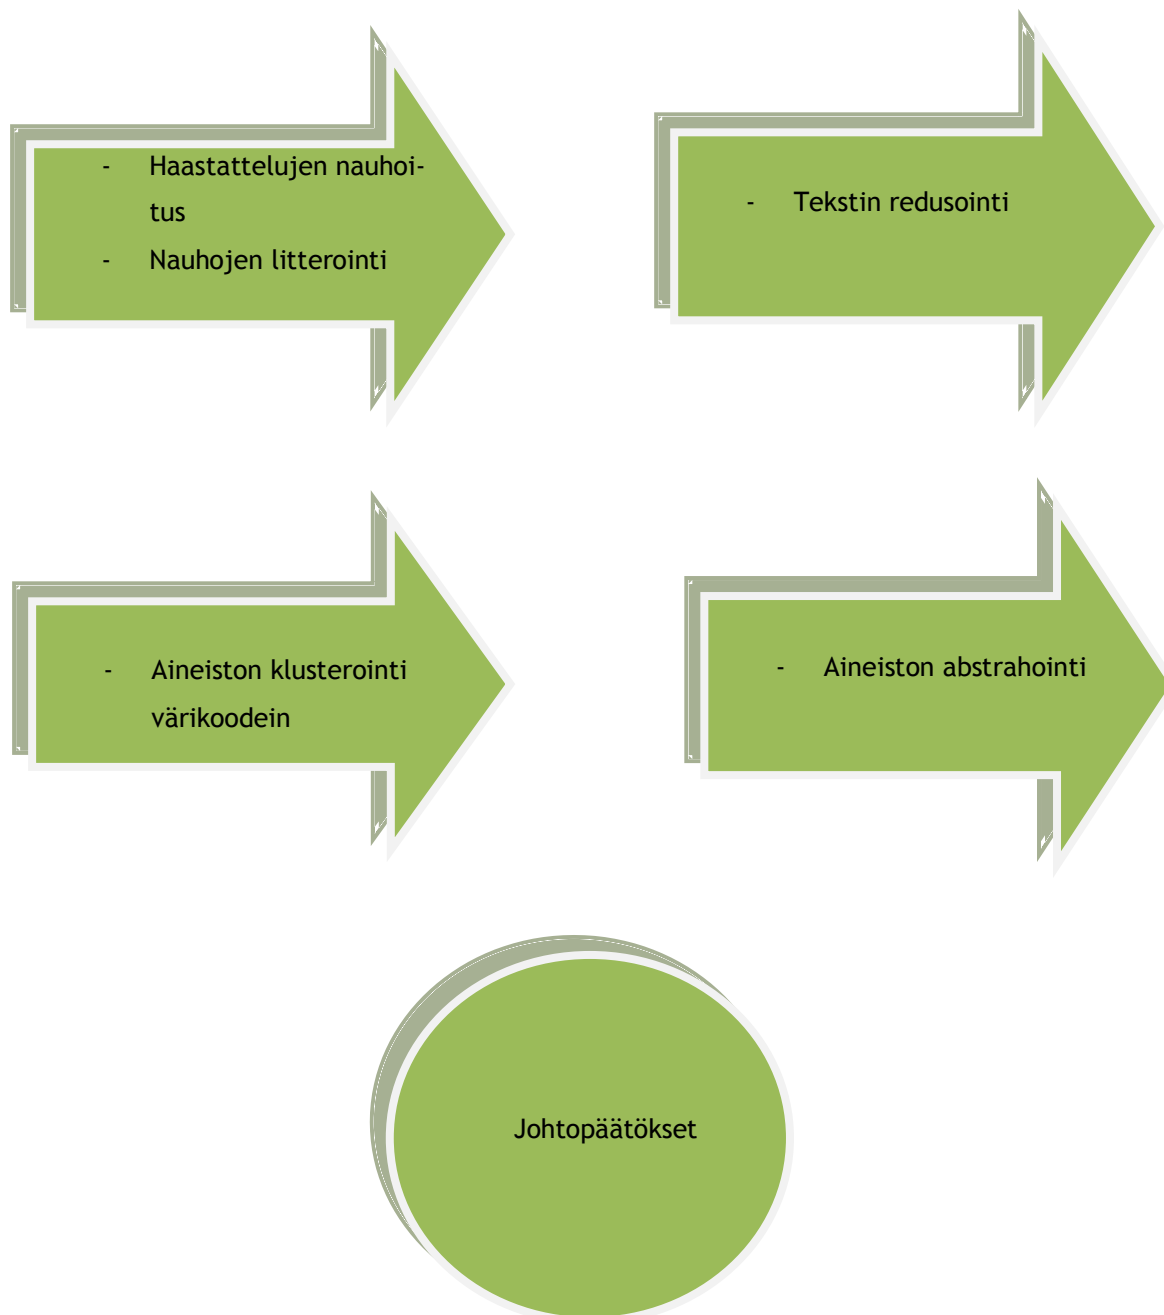 - Haastattelujen nauhoi-
tus
- Nauhojen litterointi
- Tekstin redusointi
- Aineiston klusterointi
värikoodein
- Aineiston abstrahointi
Johtopäätökset